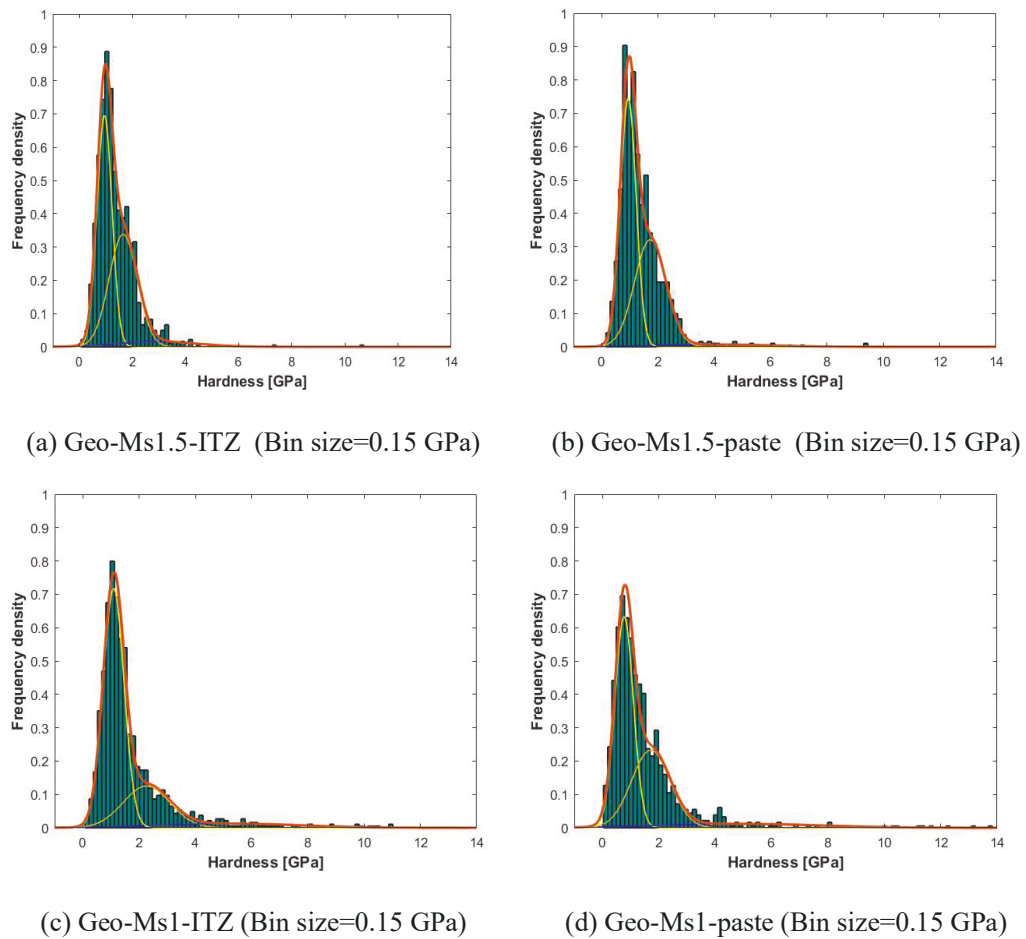 1
0.9
0.8
0.7
0.6
0.5
0.4
0.3
0.2
0.1
0
Frequency density
0 2 4 6 8 10 12 14
Hardness [GPa]
(a) Geo-Ms1.5-ITZ (Bin size=0.15 GPa)
1
0.9
0.8
0.7
0.6
0.5
0.4
0.3
0.2
0.1
0
Frequency density
0 2 4 6 8 10 12 14
Hardness [GPa]
(b) Geo-Ms1.5-paste (Bin size=0.15 GPa)
1
0.9
0.8
0.7
0.6
0.5
0.4
0.3
0.2
0.1
0
Frequency density
0 2 4 6 8 10 12 14
Hardness [GPa]
(c) Geo-Ms1-ITZ (Bin size=0.15 GPa)
1
0.9
0.8
0.7
0.6
0.5
0.4
0.3
0.2
0.1
0
Frequency density
0 2 4 6 8 10 12 14
Hardness [GPa]
(d) Geo-Ms1-paste (Bin size=0.15 GPa)